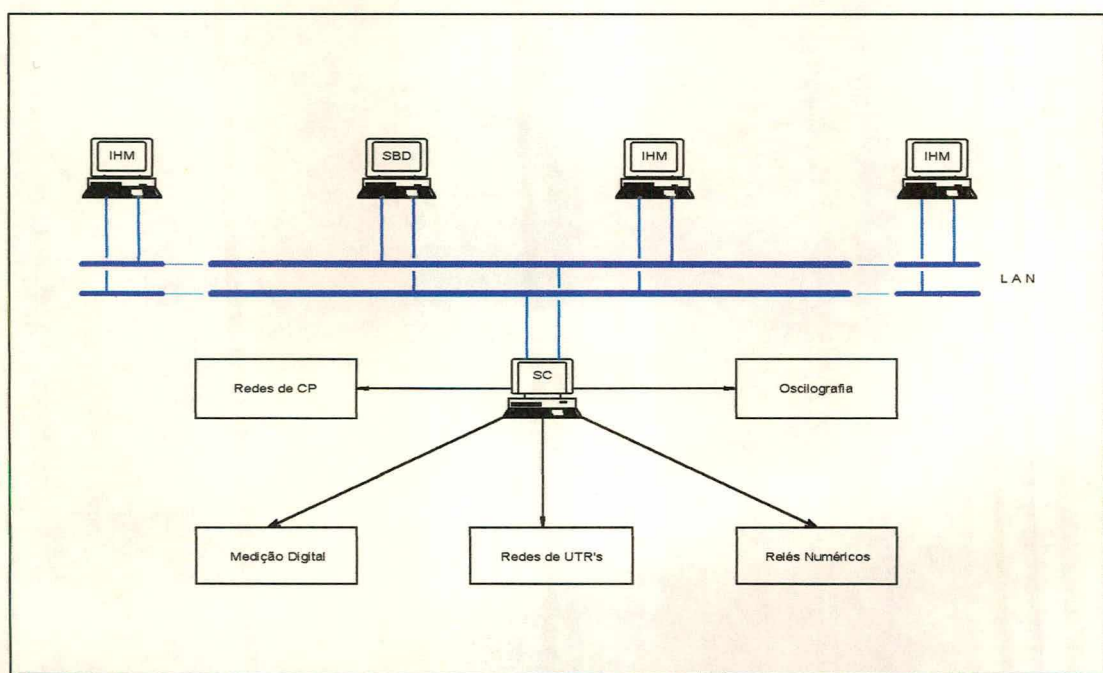 IHM
SBD
IHM
IHM
LAN
SC
Redes de CP
Oscilografia
Medição Digital
Redes de UTR's
Relés Numéricos